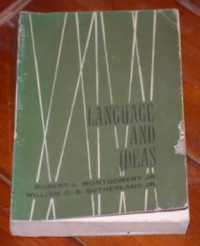 LANGUAGE
AND
IDEAS
ROBERT L. MONTGOMERY JR.
WILLIAM O. S. SUTHERLAND JR.